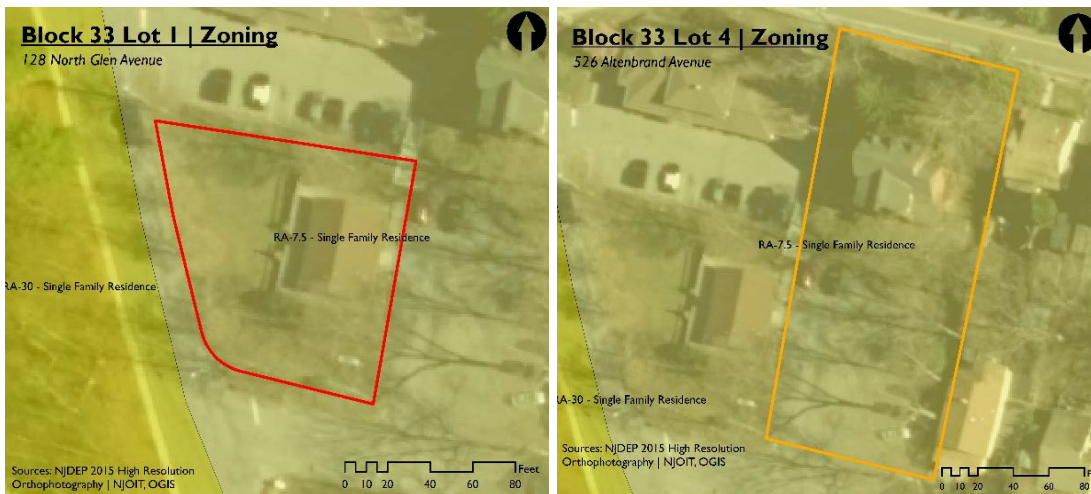 Block 33 Lot 1 | Zoning
128 North Glen Avenue
RA-7.5 - Single Family Residence
RA-30 - Single Family Residence
Sources: NJDEP 2015 High Resolution
Orthophotography | NJOIT, OGIS
0 10 20 40 60 80 Feet
Block 33 Lot 4 | Zoning
526 Altenbrand Avenue
RA-7.5 - Single Family Residence
RA-30 - Single Family Residence
Sources: NJDEP 2015 High Resolution
Orthophotography | NJOIT, OGIS
0 10 20 40 60 80 F